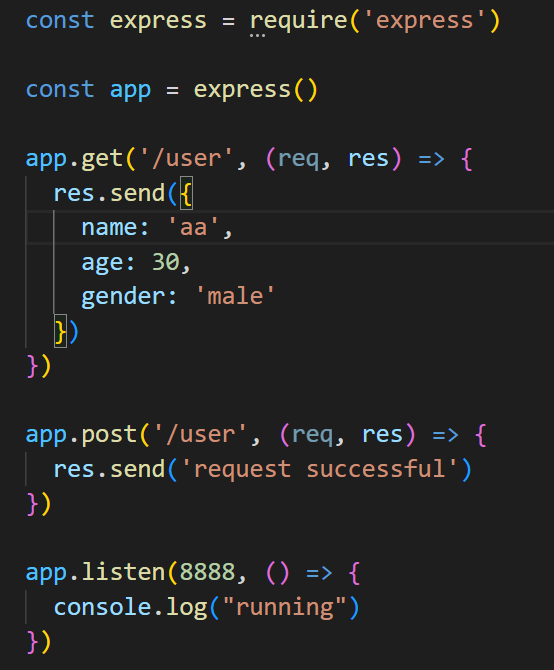 const express = require('express')
const app = express()
app.get('/user', (req, res) => {
  res.send({
    name: 'aa',
    age: 30,
    gender: 'male'
  })
})
app.post('/user', (req, res) => {
  res.send('request successful')
})
app.listen(8888, () => {
  console.log("running")
})